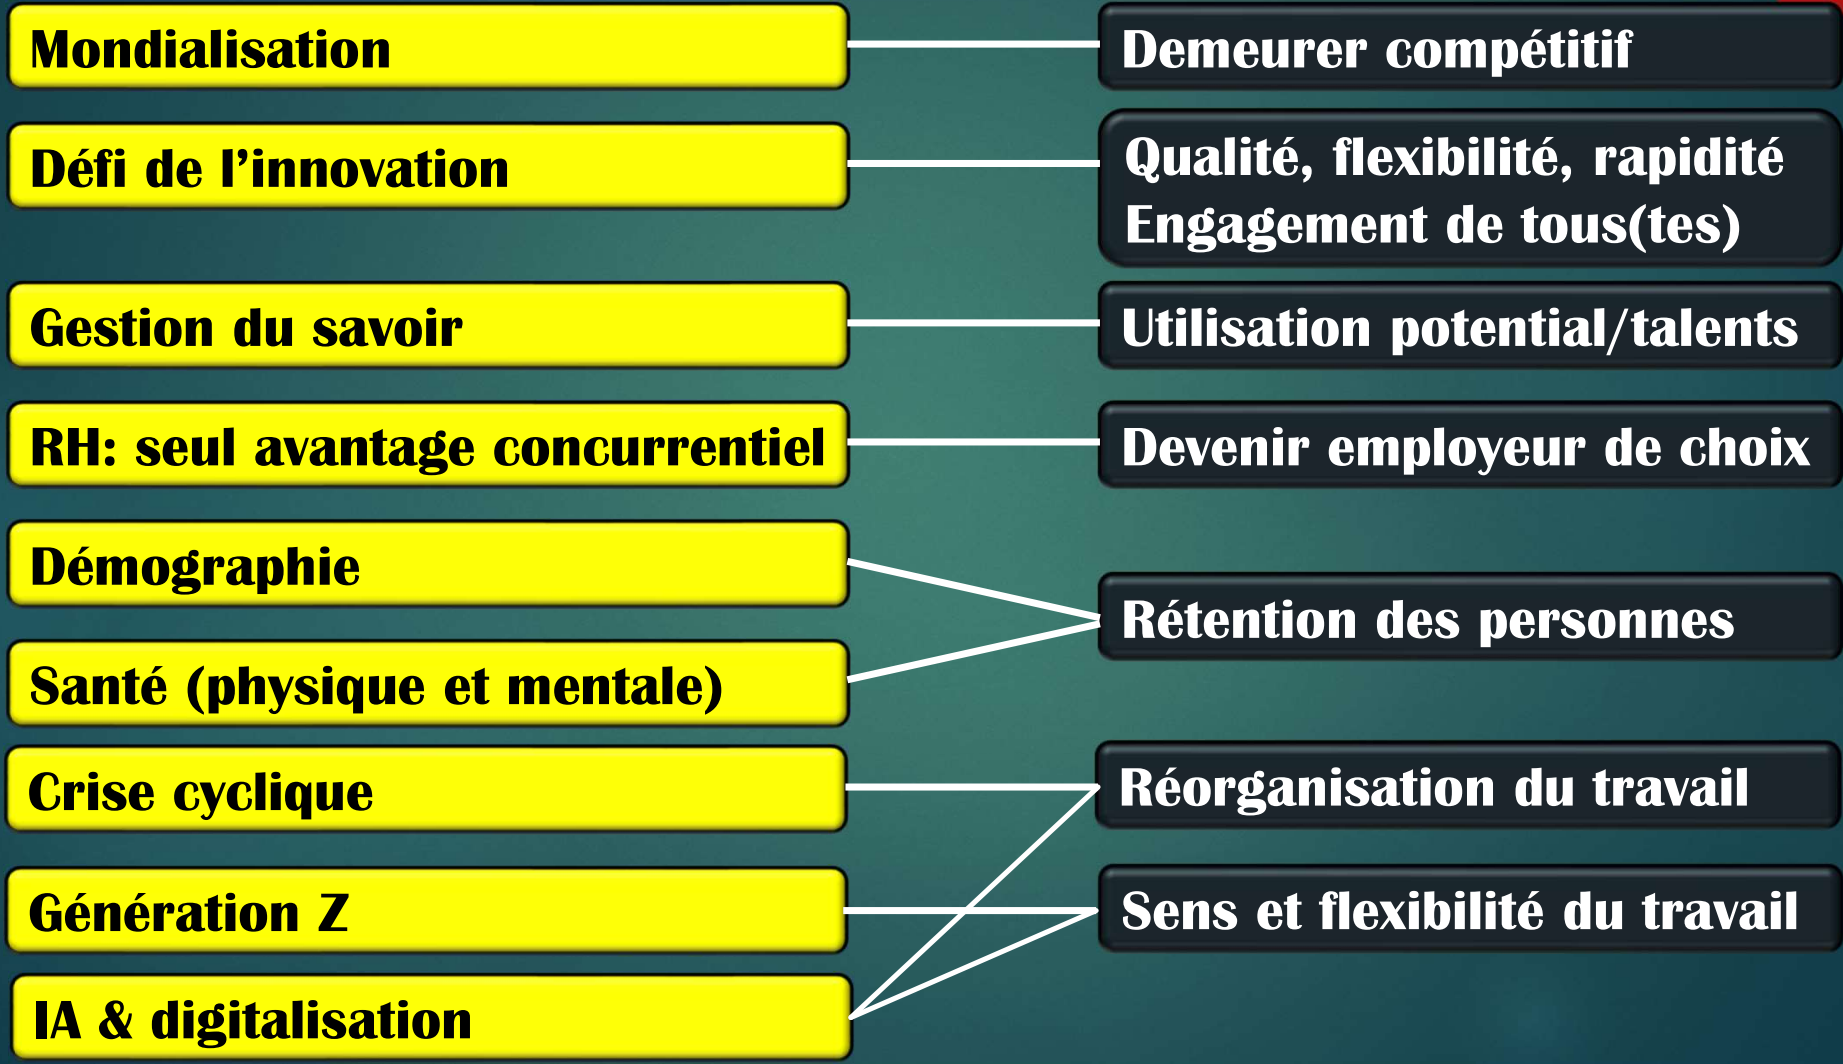 Mondialisation
Demeurer compétitif
Défi de l’innovation
Qualité, flexibilité, rapidité
Engagement de tous(tes)
Gestion du savoir
Utilisation potential/talents
RH: seul avantage concurrentiel
Devenir employeur de choix
Démographie
Rétention des personnes
Santé (physique et mentale)
Crise cyclique
Réorganisation du travail
Génération Z
Sens et flexibilité du travail
IA & digitalisation